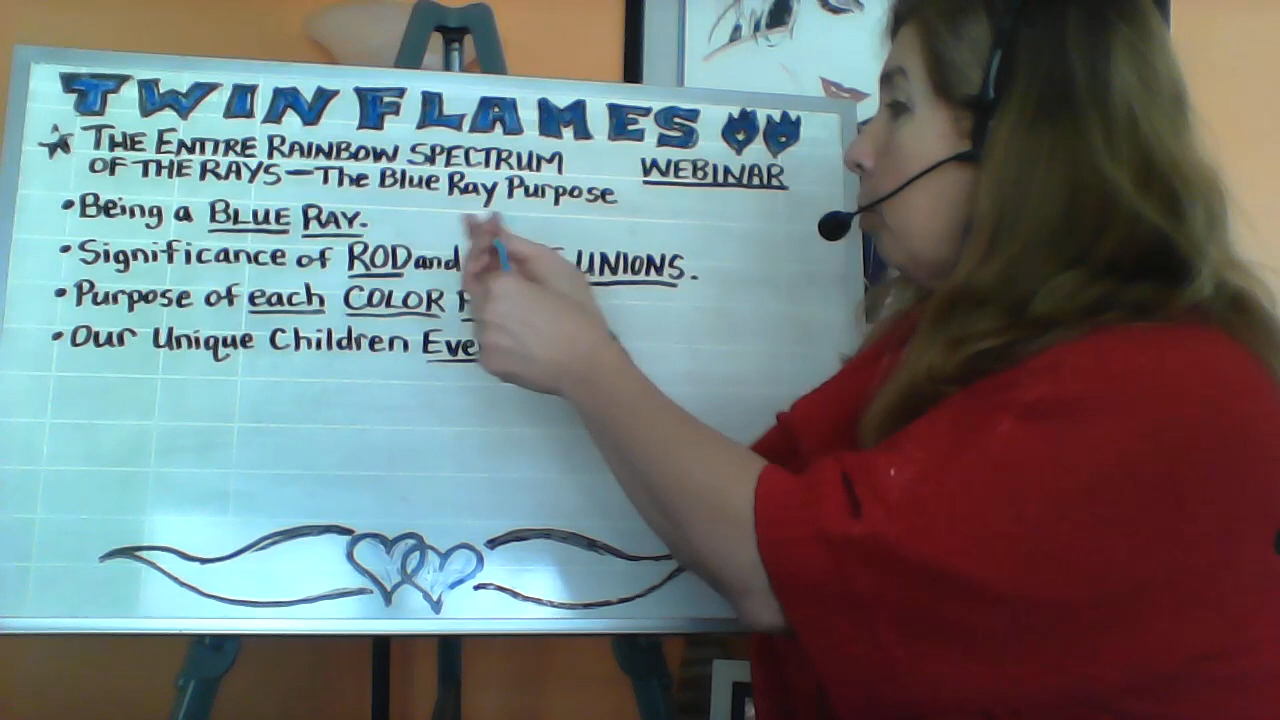 TWIN FLAMES
THE ENTIRE RAINBOW SPECTRUM
OF THE RAYS—The Blue Ray Purpose
WEBINAR
•Being a BLUE RAY.
•Significance of ROD and UNIONS.
•Purpose of each COLOR
•Our Unique Children